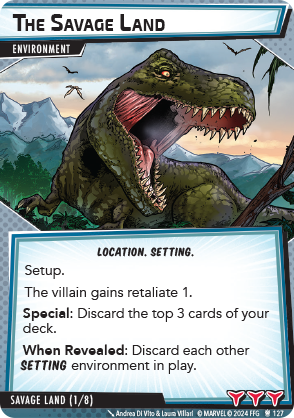 The Savage Land
ENVIRONMENT
LOCATION. SETTING.
Setup.
The villain gains retaliate 1.
Special: Discard the top 3 cards of your
deck.
When Revealed: Discard each other
SETTING environment in play.
SAVAGE LAND (1/8)
Andrea Di Vito & Laura Villari © MARVEL © 2024 FFG 127